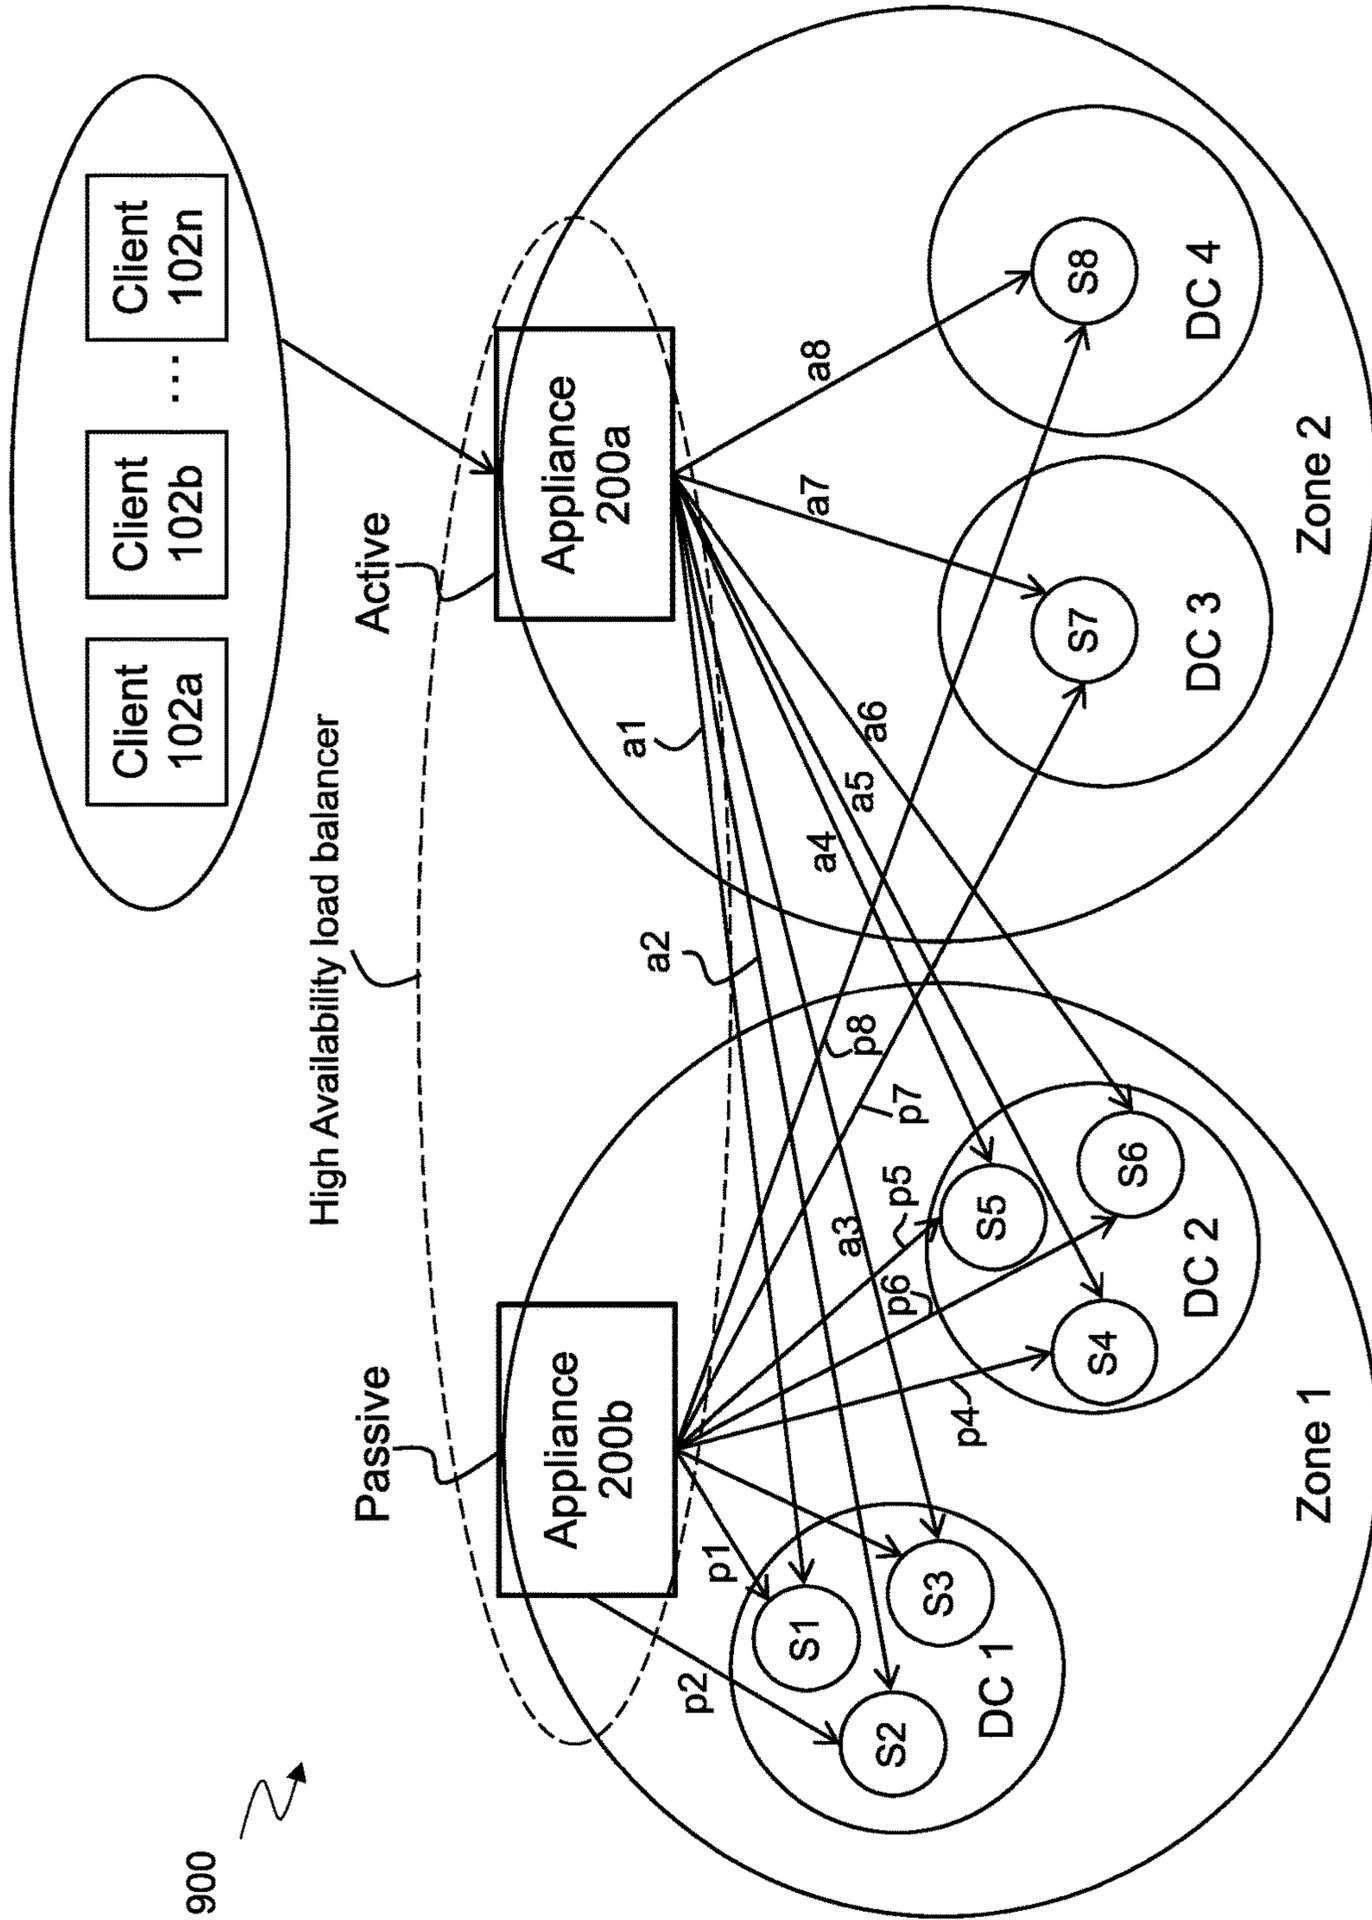 900
Client
102a
Client
102b
...
Client
102n
High Availability load balancer
Passive
Active
Appliance
200b
Appliance
200a
a1
a2
a3
a4
a5
a6
a7
a8
p1
p2
p4
p5
p6
p7
p8
S1
S2
S3
DC 1
S4
S5
S6
DC 2
S7
DC 3
S8
DC 4
Zone 1
Zone 2